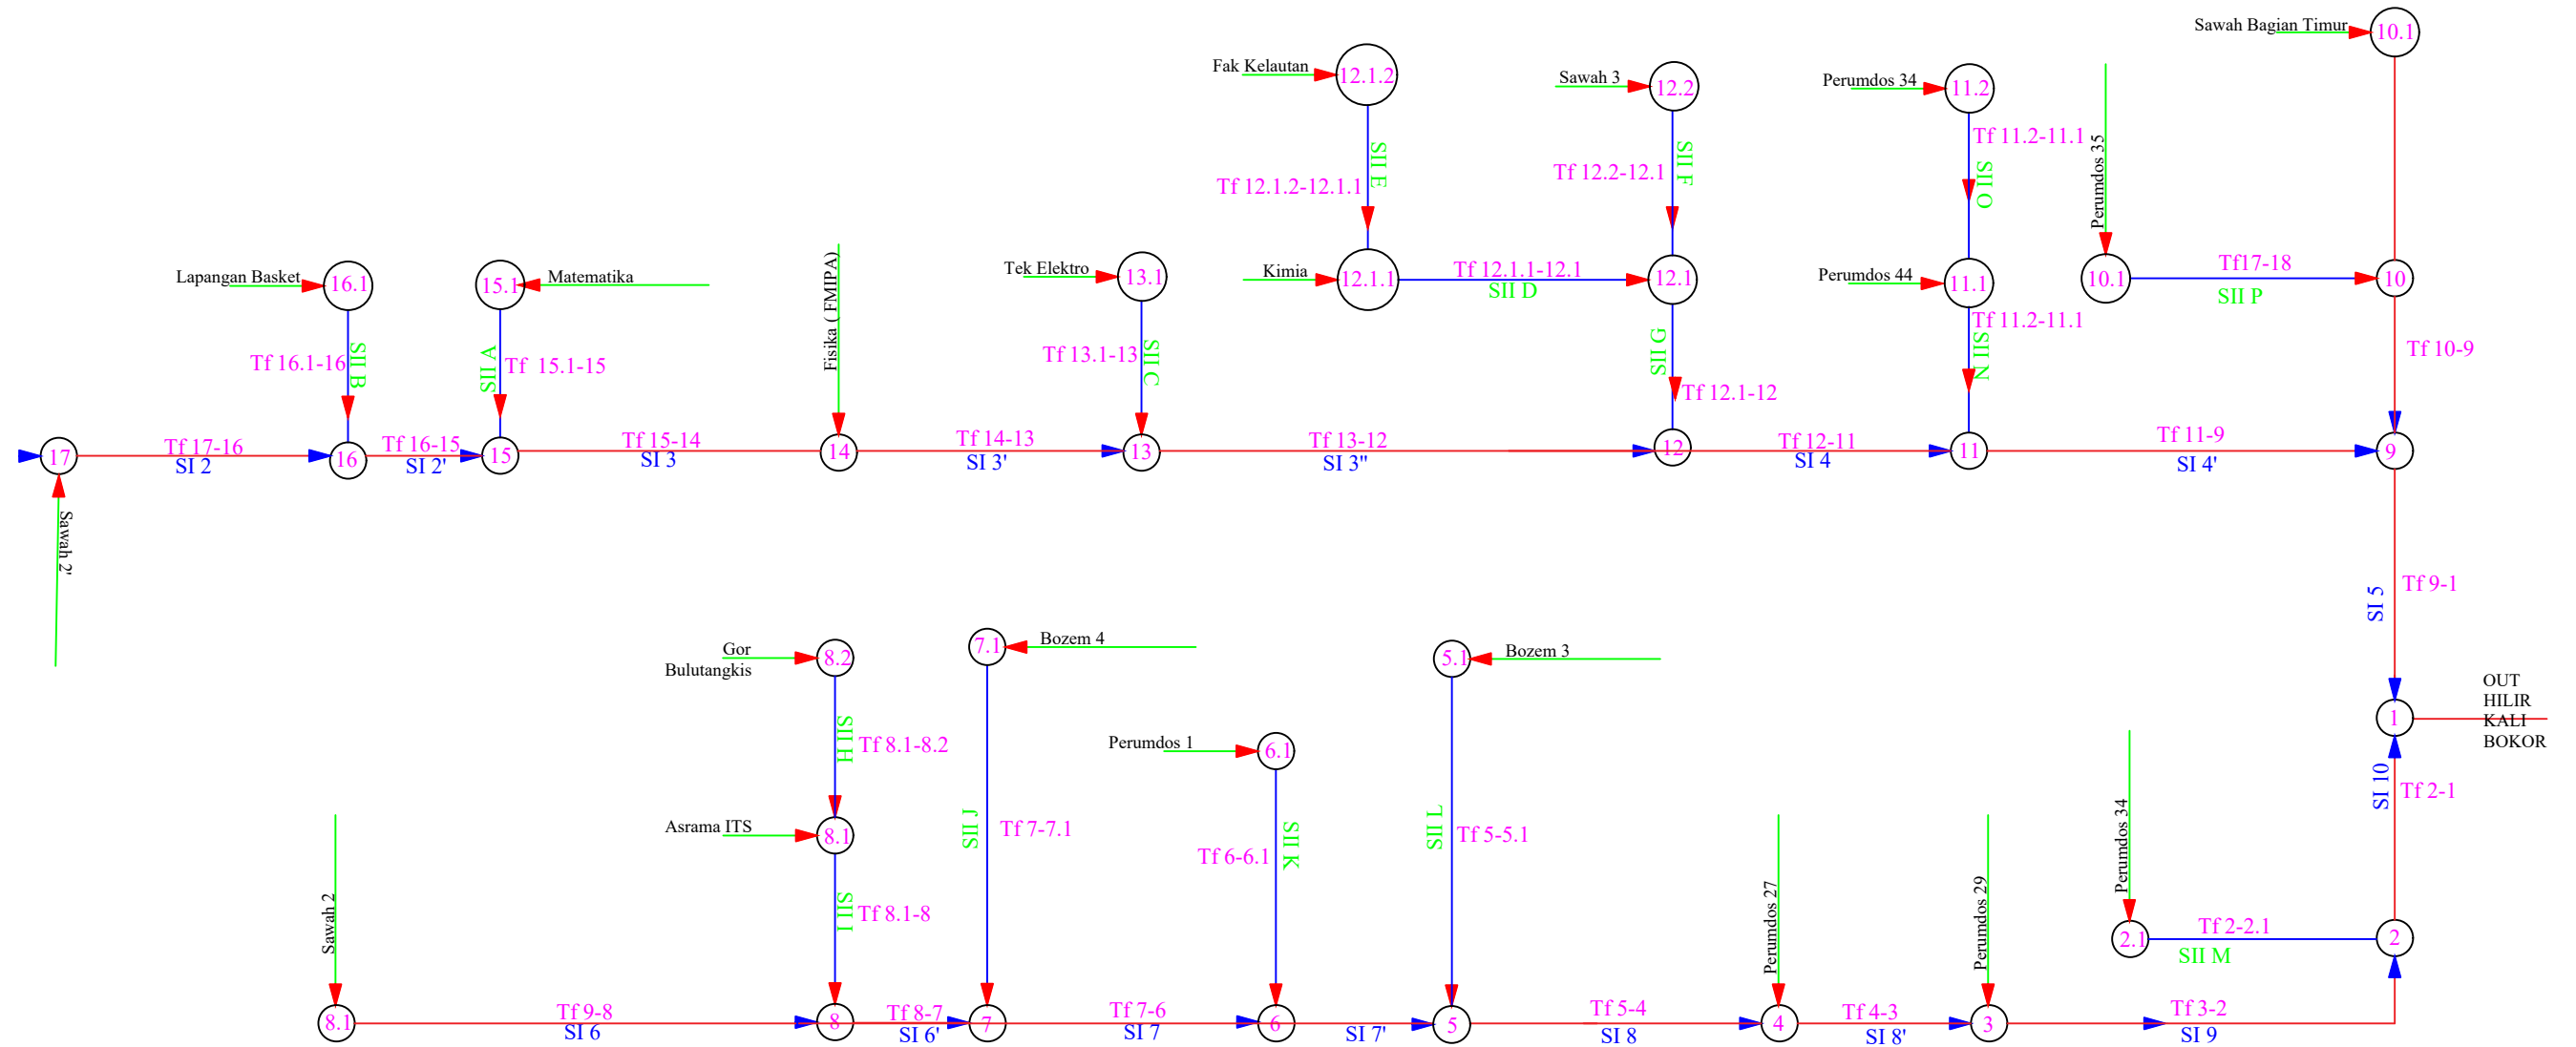 Sawah Bagian Timur
10.1
Fak Kelautan
12.1.2
Sawah 3
12.2
Perumdos 34
11.2
Tf 11.2-11.1
SII E
SII F
SII O
Tf 12.1.2-12.1.1
Tf 12.2-12.1
Perumdos 35
Lapangan Basket
16.1
15.1
Matematika
Fisika ( FMIPA)
Tek Elektro
13.1
Kimia
12.1.1
Tf 12.1.1-12.1
SII D
12.1
Perumdos 44
11.1
Tf 11.2-11.1
10.1
Tf17-18
SII P
10
Tf 16.1-16
SII B
SII A
Tf 15.1-15
Tf 13.1-13
SII C
SII G
Tf 12.1-12
SII N
Tf 10-9
17
Tf 17-16
SI 2
16
Tf 16-15
SI 2'
15
Tf 15-14
SI 3
14
Tf 14-13
SI 3'
13
Tf 13-12
SI 3"
12
Tf 12-11
SI 4
11
Tf 11-9
SI 4'
9
Sawah 2'
SI 5
Tf 9-1
Gor
Bulutangkis
8.2
7.1
Bozem 4
5.1
Bozem 3
OUT
HILIR
KALI
BOKOR
1
SII H
Tf 8.1-8.2
Perumdos 1
6.1
SI 10
Tf 2-1
Asrama ITS
8.1
SII J
Tf 7-7.1
Tf 6-6.1
SII K
SII L
Tf 5-5.1
Perumdos 34
Sawah 2
SII I
Tf 8.1-8
Perumdos 27
Perumdos 29
2.1
Tf 2-2.1
SII M
2
8.1
Tf 9-8
SI 6
8
Tf 8-7
SI 6'
7
Tf 7-6
SI 7
6
SI 7'
5
Tf 5-4
SI 8
4
Tf 4-3
SI 8'
3
Tf 3-2
SI 9